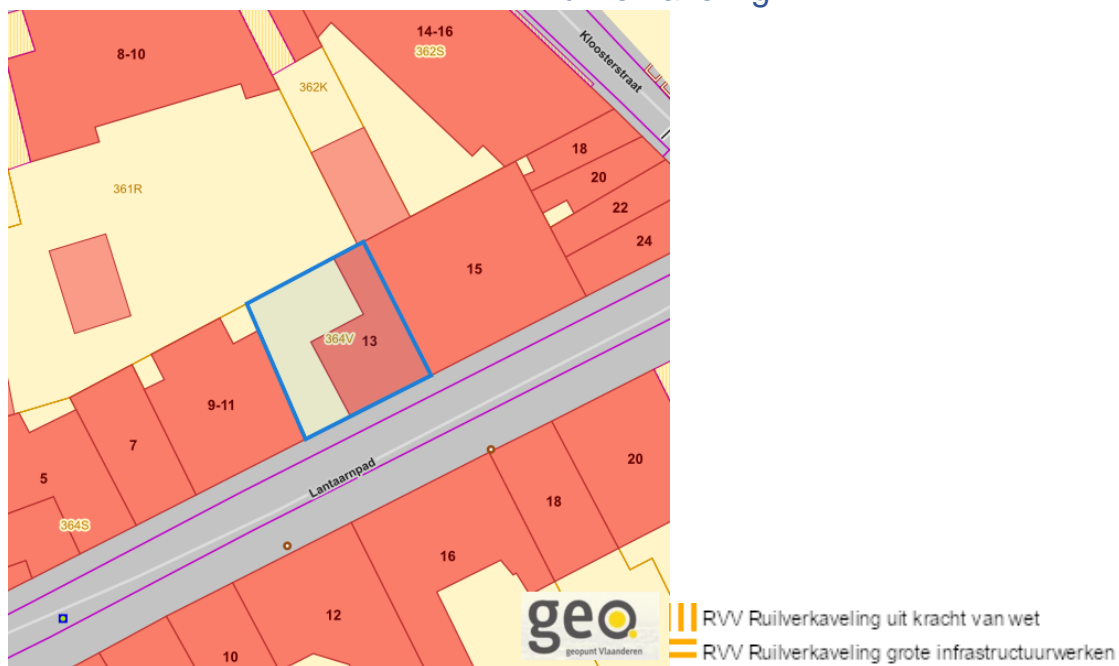 8-10
14-16
362S
Kloosterstraat
362K
18
361R
20
22
24
15
364V
13
9-11
7
5
Lantaarnpad
20
18
364S
16
12
10
geo.
geopunt Vlaanderen
RVV Ruilverkaveling uit kracht van wet
RVV Ruilverkaveling grote infrastructuurwerken